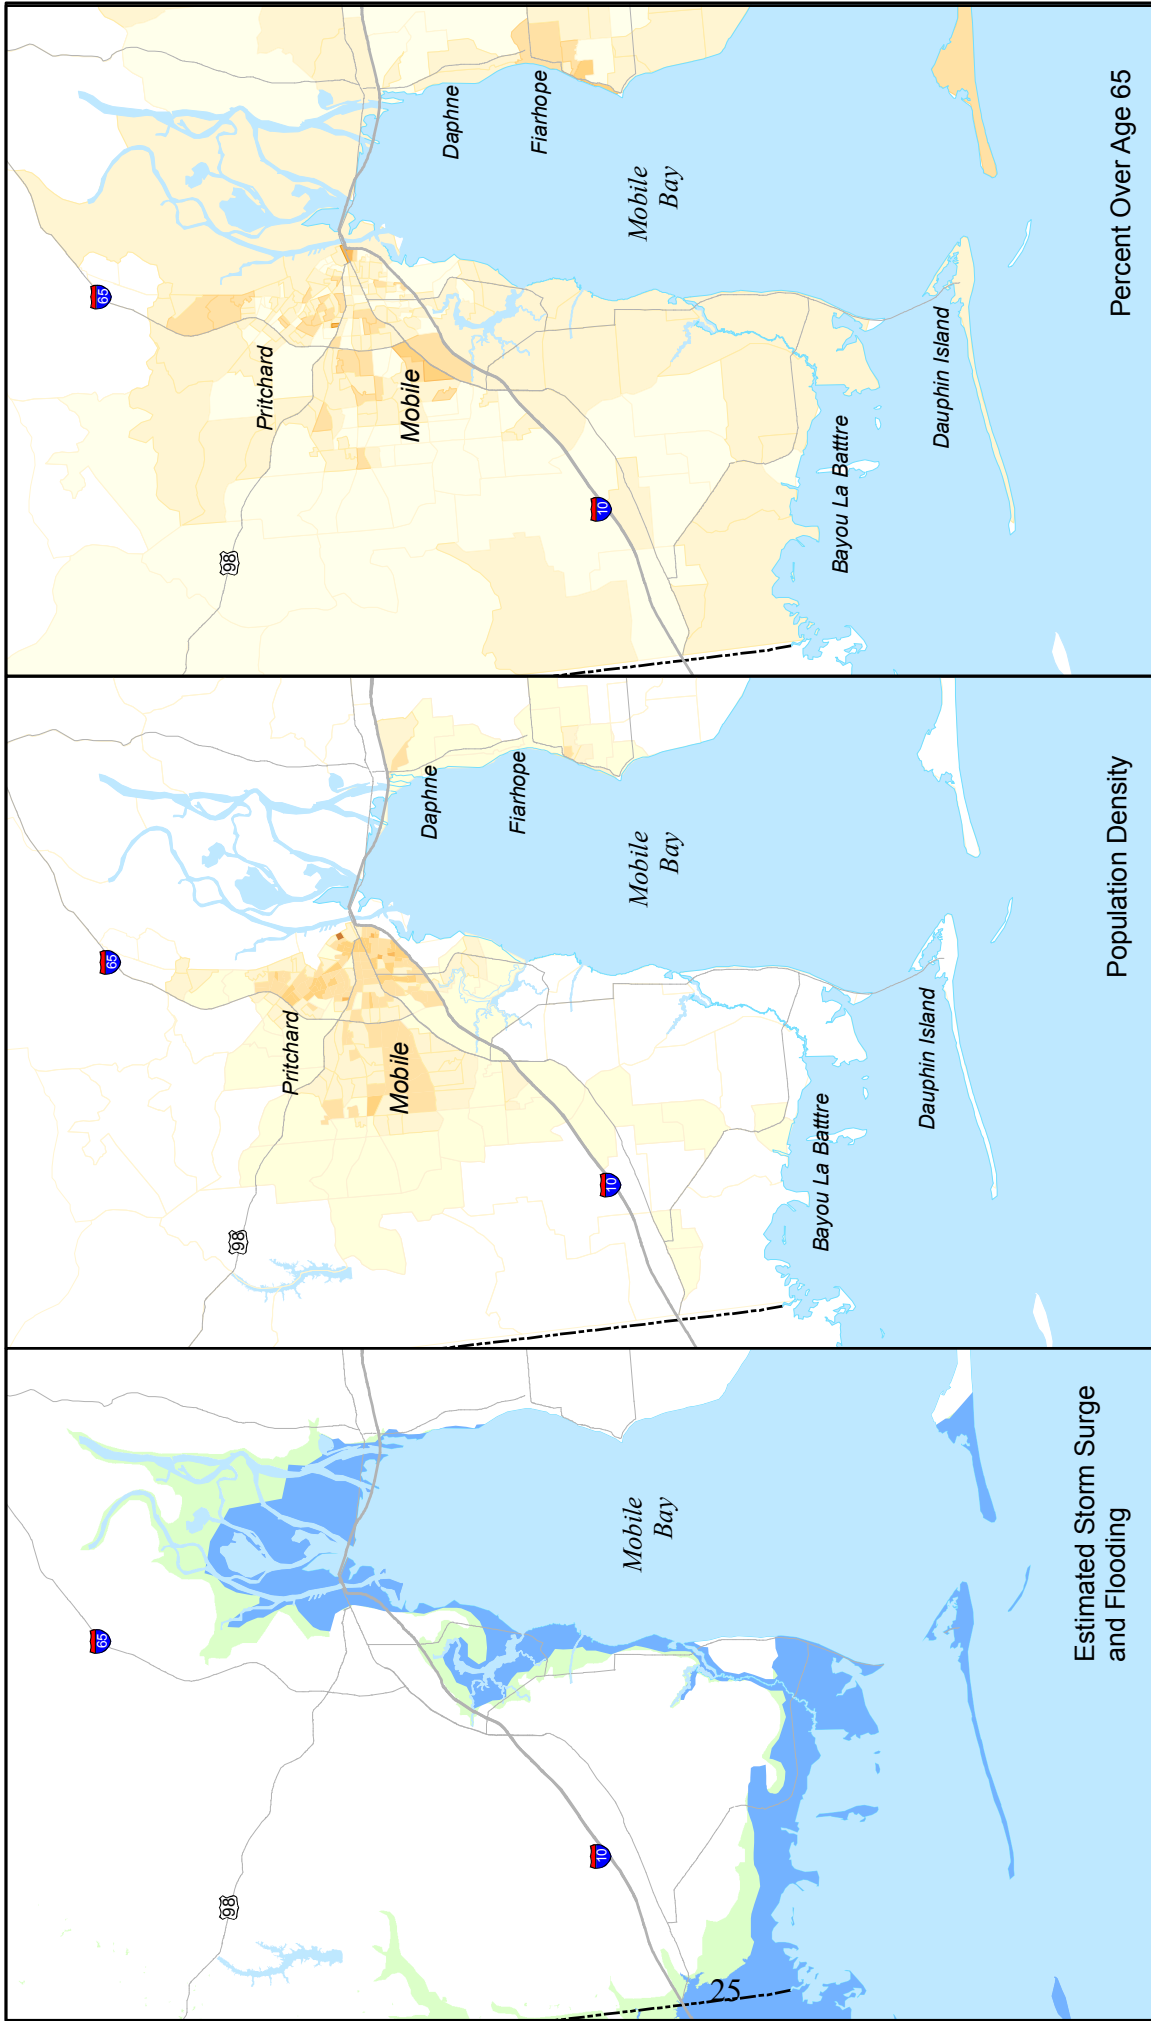 65
98
10
Mobile
Bay
25
Estimated Storm Surge
and Flooding
65
98
Pritchard
Mobile
Daphne
Fiarhope
10
Mobile
Bay
Bayou La Batttre
Dauphin Island
Population Density
65
98
Pritchard
Mobile
Daphne
Fiarhope
10
Mobile
Bay
Bayou La Batttre
Dauphin Island
Percent Over Age 65